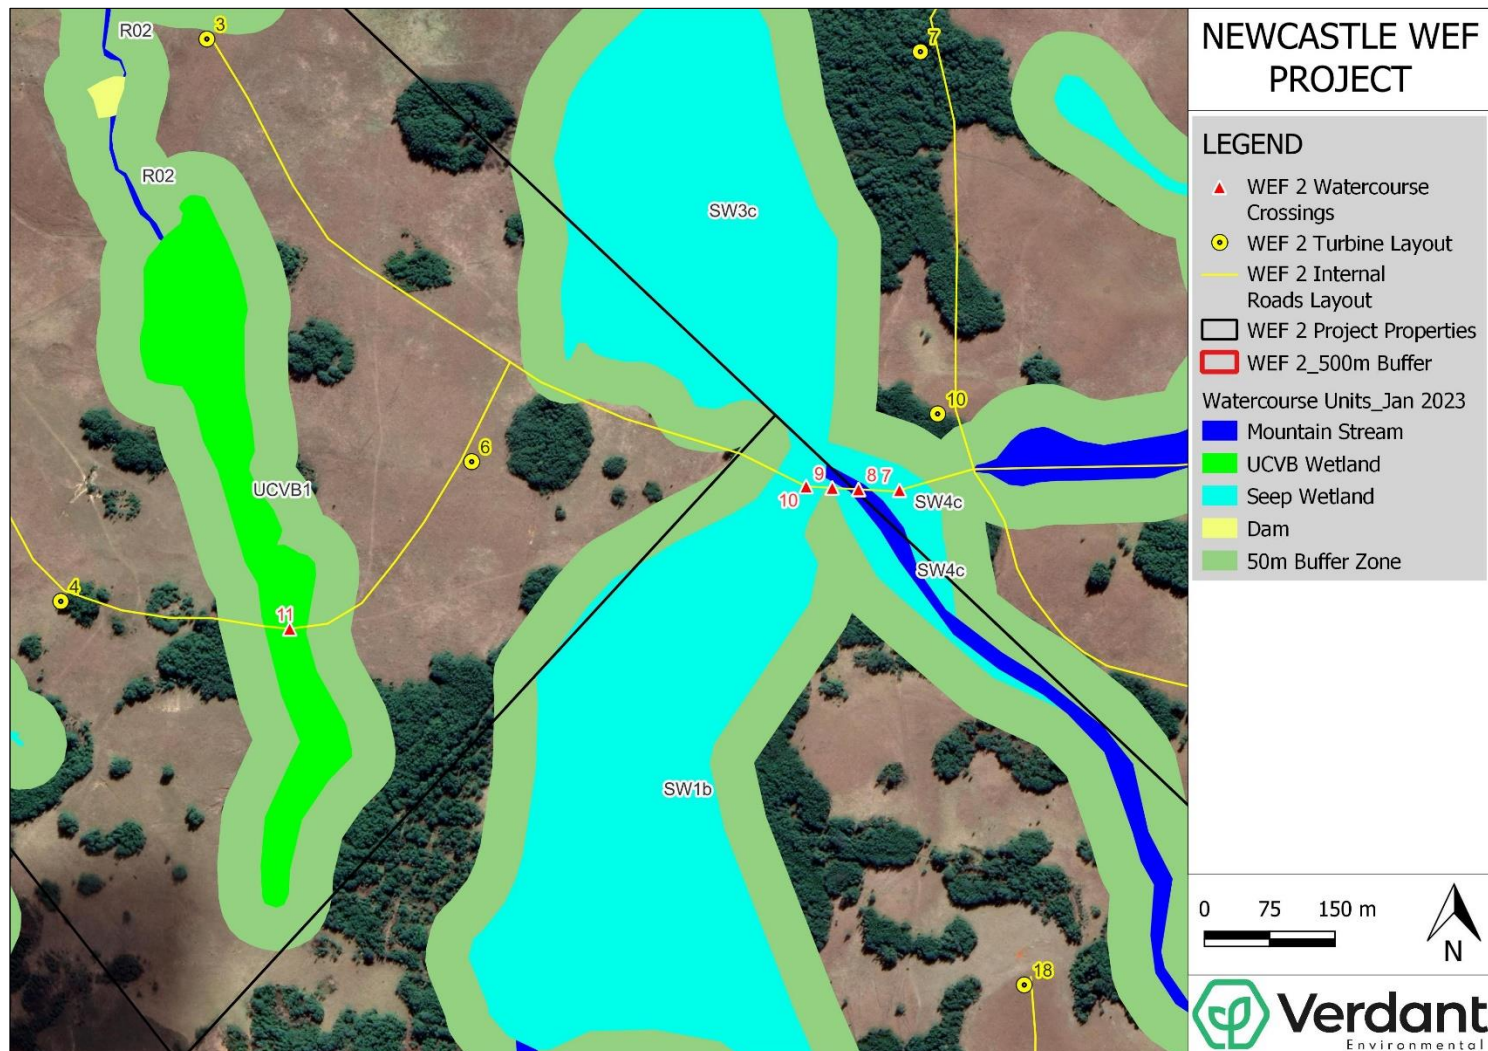 R02
3
7
R02
SW3c
10
6
UCVB1
9
8
7
10
SW4c
SW4c
4
11
SW1b
18
NEWCASTLE WEF
PROJECT
LEGEND
WEF 2 Watercourse
Crossings
WEF 2 Turbine Layout
WEF 2 Internal
Roads Layout
WEF 2 Project Properties
WEF 2_500m Buffer
Watercourse Units_Jan 2023
Mountain Stream
UCVB Wetland
Seep Wetland
Dam
50m Buffer Zone
0 75 150 m
N
Verdant
Environmental